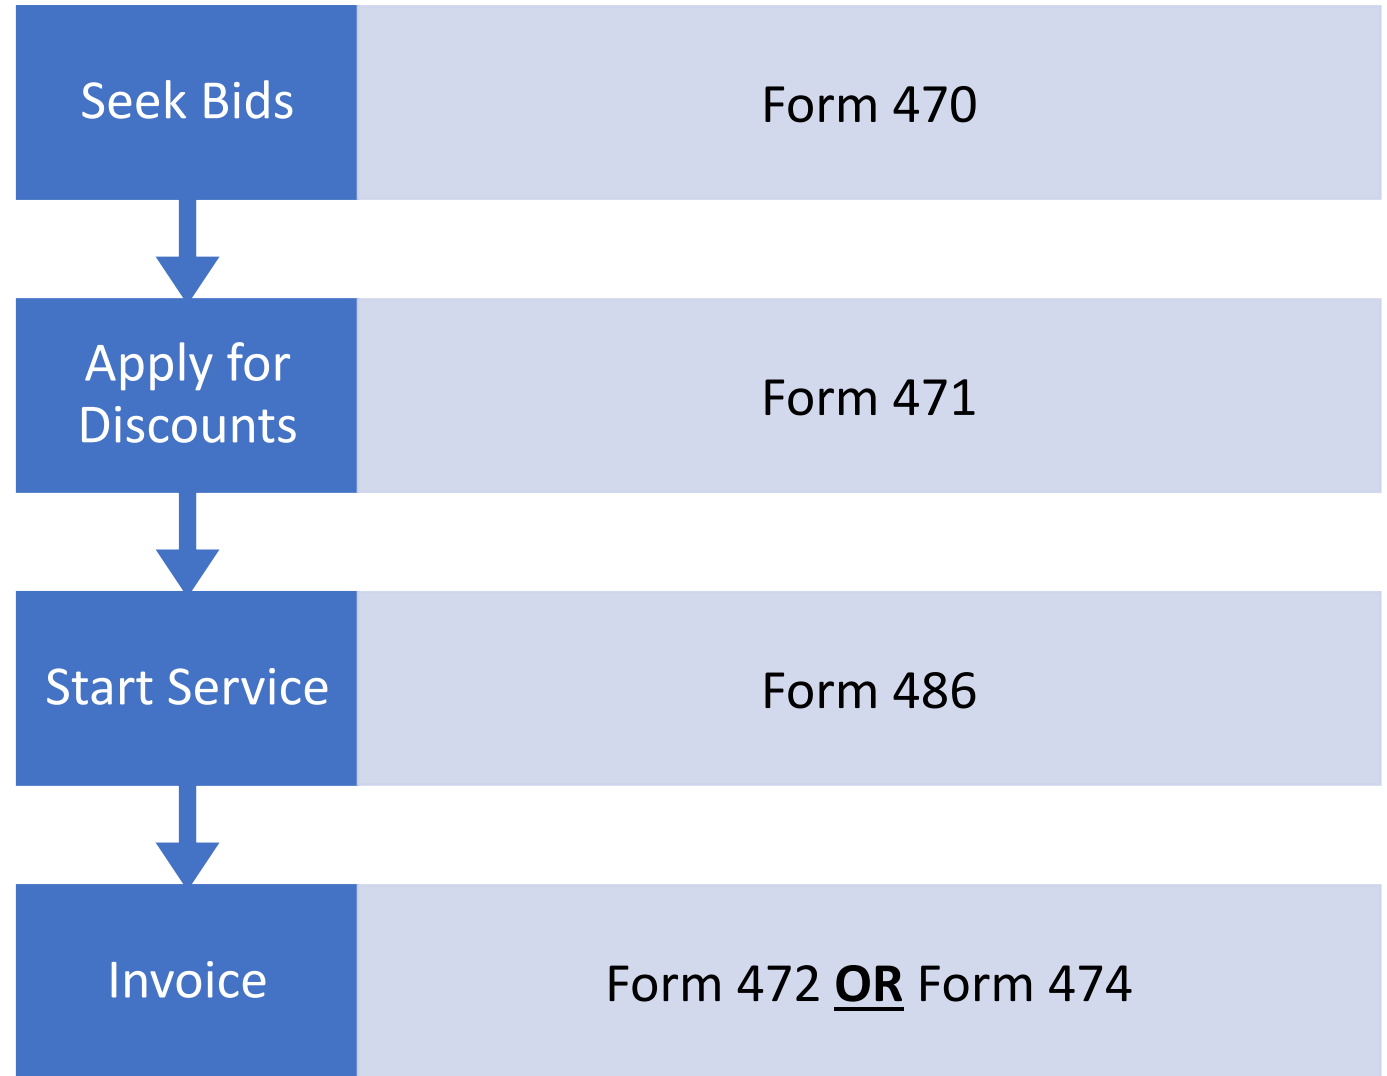 Seek Bids
Form 470
Apply for
Discounts
Form 471
Start Service
Form 486
Invoice
Form 472 OR Form 474